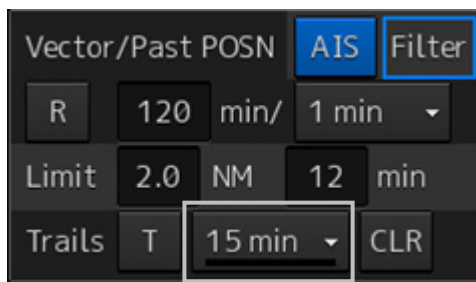 Vector/Past POSN AIS Filter
R 120 min/ 1 min
Limit 2.0 NM 12 min
Trails T 15 min CLR